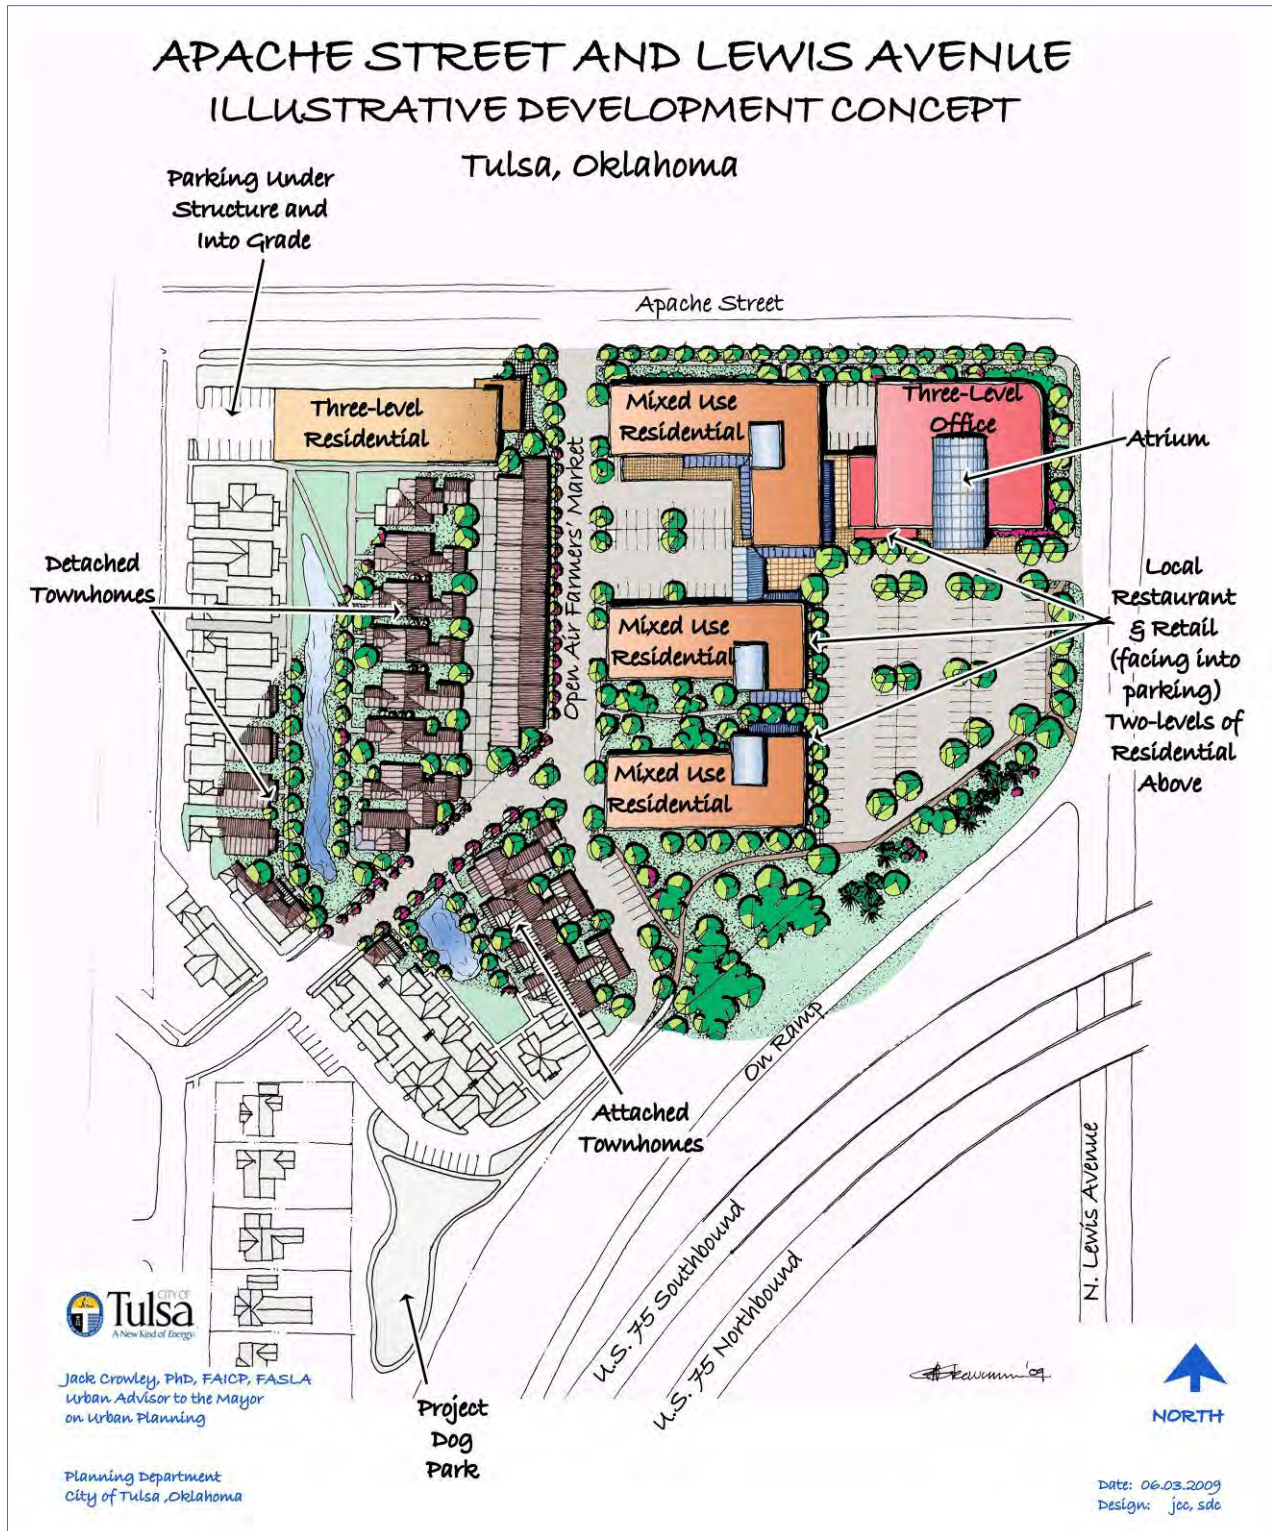 APACHE STREET AND LEWIS AVENUE
ILLUSTRATIVE DEVELOPMENT CONCEPT
Tulsa, Oklahoma
Parking Under
Structure and
Into Grade
Apache Street
Three-level
Residential
Mixed Use
Residential
Three-Level
Office
Atrium
Open Air Farmers' Market
Detached
Townhomes
Local
Restaurant
& Retail
(facing into
parking)
Two-levels of
Residential
Above
Mixed Use
Residential
Mixed Use
Residential
On Ramp
Attached
Townhomes
N. Lewis Avenue
U.S. 75 Southbound
U.S. 75 Northbound
CITY OF
Tulsa
A New Kind of Energy.
Jack Crowley, PhD, FAICP, FASLA
Urban Advisor to the Mayor
on Urban Planning
Project
Dog
Park
'09
NORTH
Planning Department
City of Tulsa ,Oklahoma
Date: 06.03.2009
Design: jcc, sdc